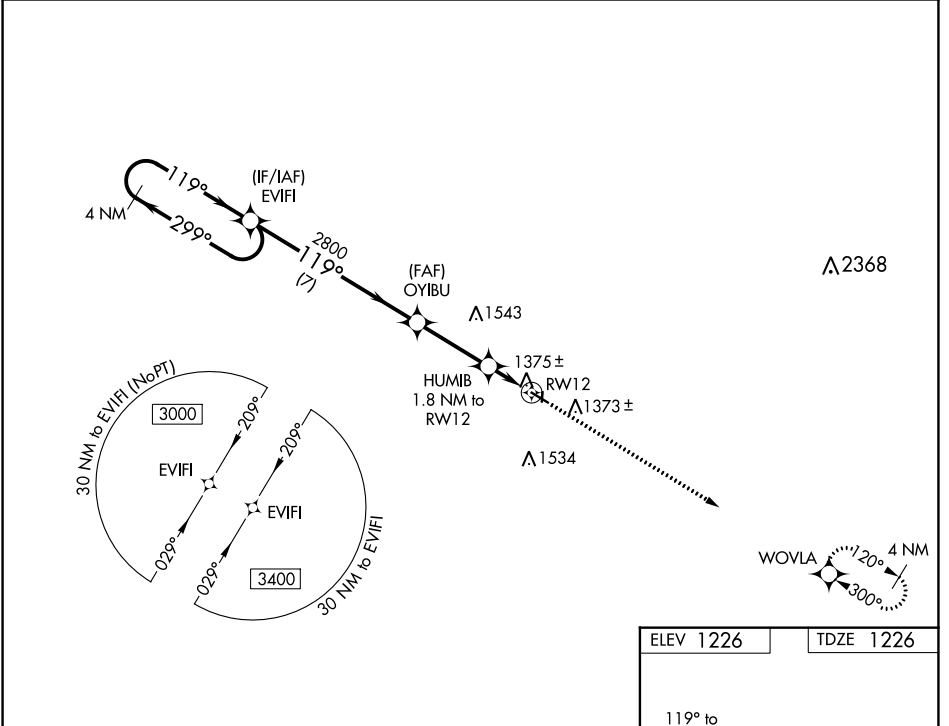 119°
4 NM
299°
(IF/IAF)
EVIFI
2800
119°
(7)
(FAF)
OYIBU
2368
1543
HUMIB
1.8 NM to
RW12
1375 ±
RW12
1373 ±
1534
30 NM to EVIFI (NoPT)
3000
209°
EVIFI
029°
209°
EVIFI
029°
3400
30 NM to EVIFI
WOVLA
120°
4 NM
300°
ELEV 1226
TDZE 1226
119° to